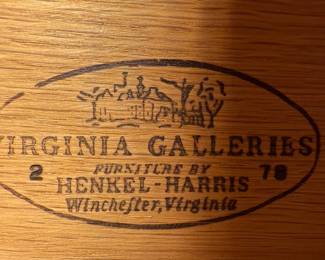 VIRGINIA GALLERIES
2 78
FURNITURE BY
HENKEL-HARRIS
Winchester, Virginia